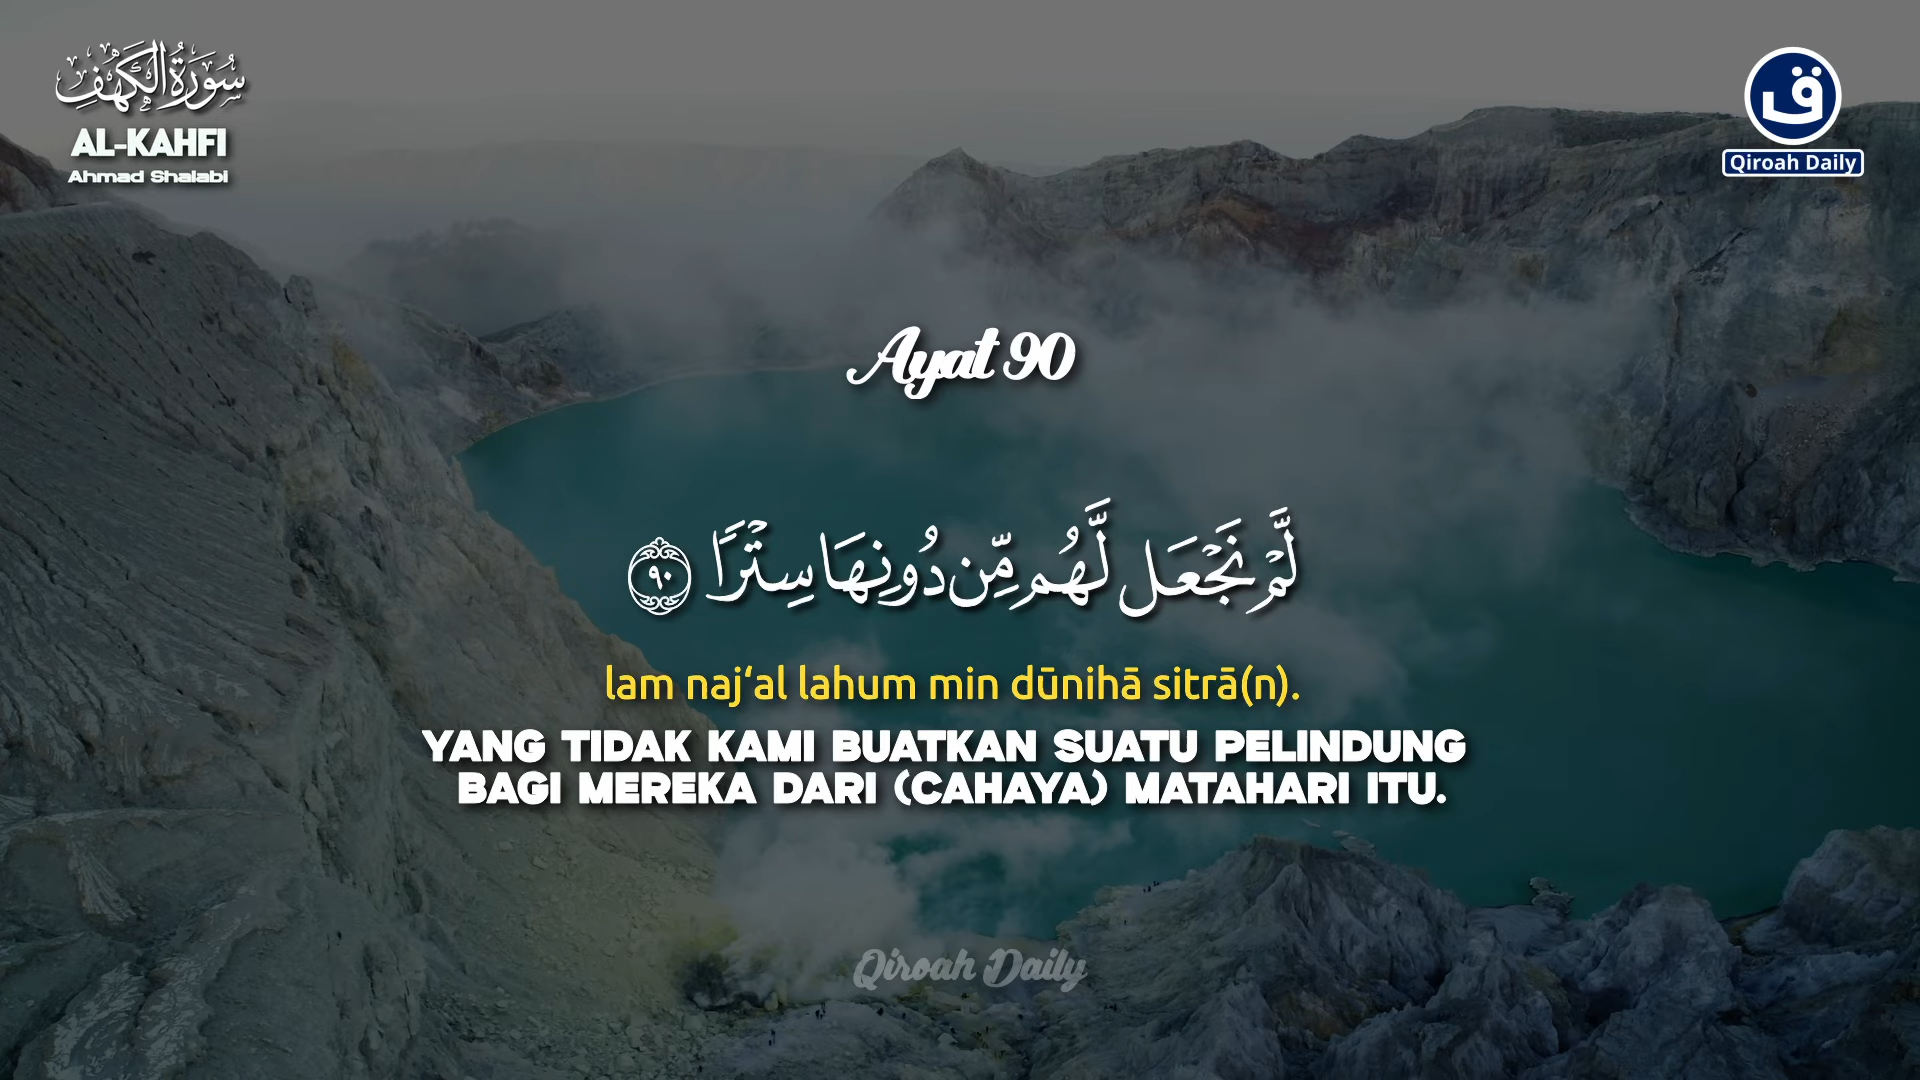 سُورَةُ الْكَهْفِ
AL-KAHFI
Ahmad Shalabi
ق
Qiroah Daily
Ayat 90
لَّمْ نَجْعَل لَّهُم مِّن دُونِهَا سِتْرًا ٩٠
lam naj‘al lahum min dūnihā sitrā(n).
YANG TIDAK KAMI BUATKAN SUATU PELINDUNG
BAGI MEREKA DARI (CAHAYA) MATAHARI ITU.
Qiroah Daily